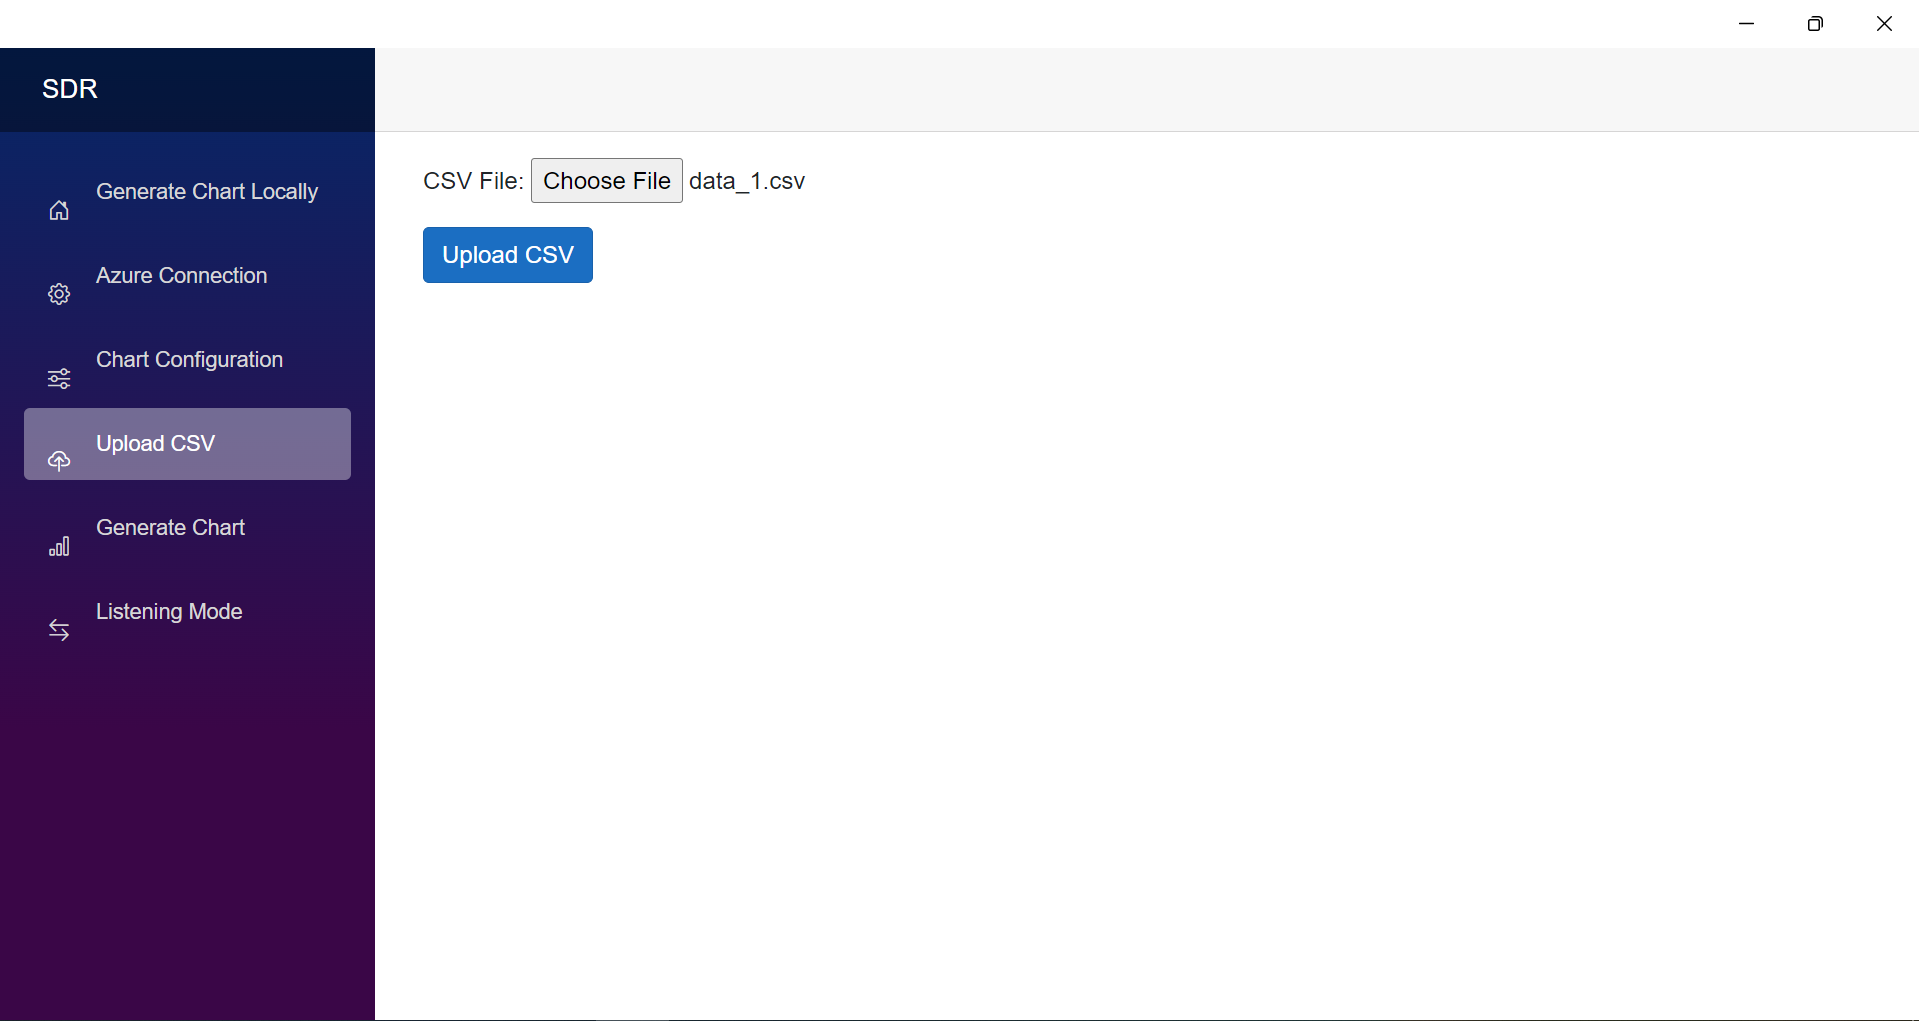 SDR
Generate Chart Locally
Azure Connection
Chart Configuration
Upload CSV
Generate Chart
Listening Mode
CSV File: Choose File data_1.csv
Upload CSV